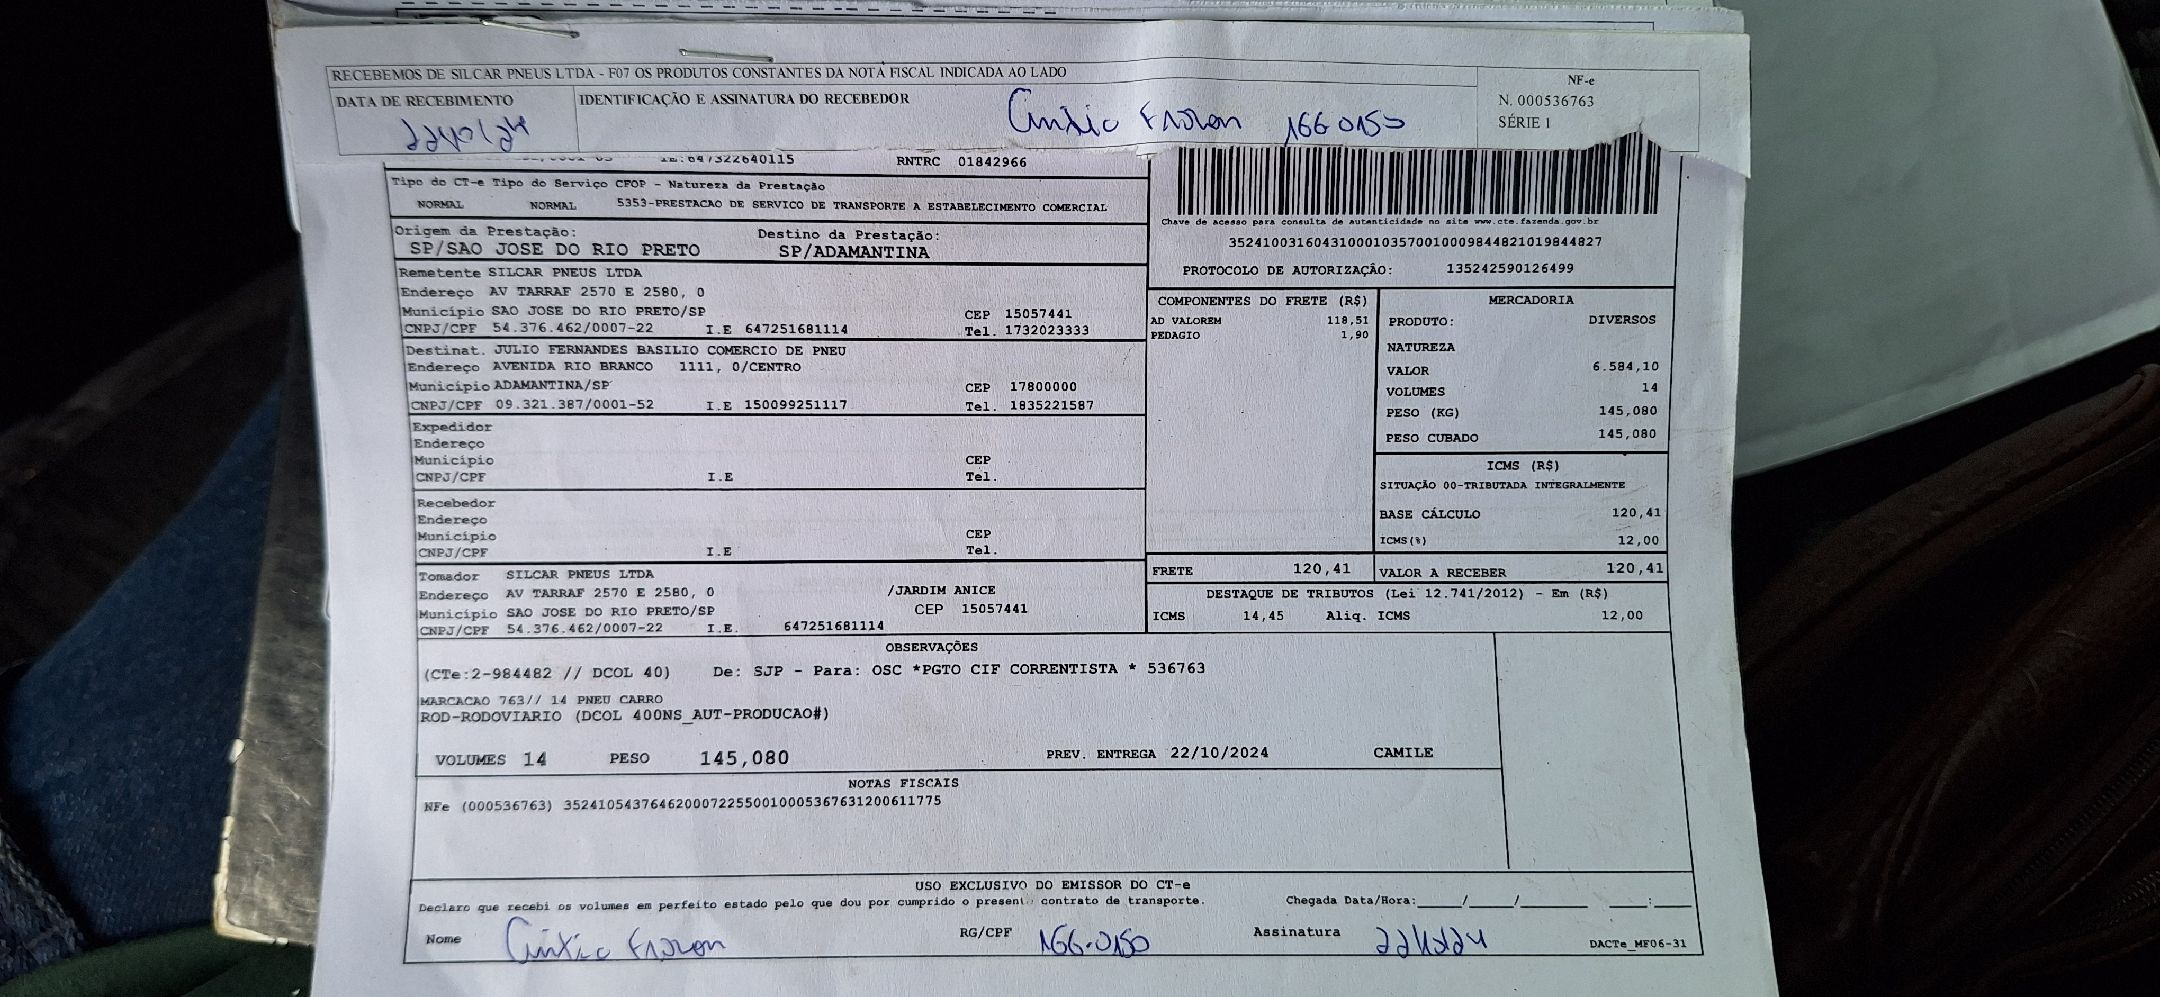 RECEBEMOS DE SILCAR PNEUS LTDA - F07 OS PRODUTOS CONSTANTES DA NOTA FISCAL INDICADA AO LADO
DATA DE RECEBIMENTO
IDENTIFICAÇÃO E ASSINATURA DO RECEBEDOR
166 0150
NF-e
N. 000536763
SÉRIE 1
IE:647322640115 RNTRC 01842966
Tipo do CT-e Tipo do Serviço CFOP - Natureza da Prestação
NORMAL NORMAL 5353-PRESTACAO DE SERVICO DE TRANSPORTE A ESTABELECIMENTO COMERCIAL
Origem da Prestação: Destino da Prestação:
SP/SAO JOSE DO RIO PRETO SP/ADAMANTINA
Chave de acesso para consulta de autenticidade no site www.cte.fazenda.gov.br
35241003160431000103570010009844821019844827
PROTOCOLO DE AUTORIZAÇÂO: 135242590126499
Remetente SILCAR PNEUS LTDA
Endereço AV TARRAF 2570 E 2580, 0
Município SAO JOSE DO RIO PRETO/SP CEP 15057441
CNPJ/CPF 54.376.462/0007-22 I.E 647251681114 Tel. 1732023333
Destinat. JULIO FERNANDES BASILIO COMERCIO DE PNEU
Endereço AVENIDA RIO BRANCO 1111, 0/CENTRO
Município ADAMANTINA/SP CEP 17800000
CNPJ/CPF 09.321.387/0001-52 I.E 150099251117 Tel. 1835221587
Expedidor
Endereço
Município CEP
CNPJ/CPF I.E Tel.
Recebedor
Endereço
Município CEP
CNPJ/CPF I.E Tel.
Tomador SILCAR PNEUS LTDA
Endereço AV TARRAF 2570 E 2580, 0 /JARDIM ANICE
Município SAO JOSE DO RIO PRETO/SP CEP 15057441
CNPJ/CPF 54.376.462/0007-22 I.E. 647251681114
COMPONENTES DO FRETE (R$)
AD VALOREM 118,51
PEDAGIO 1,90
MERCADORIA
PRODUTO: DIVERSOS
NATUREZA
VALOR 6.584,10
VOLUMES 14
PESO (KG) 145,080
PESO CUBADO 145,080
ICMS (R$)
SITUAÇÃO 00-TRIBUTADA INTEGRALMENTE
BASE CÁLCULO 120,41
ICMS(%) 12,00
FRETE 120,41 VALOR A RECEBER 120,41
DESTAQUE DE TRIBUTOS (Lei 12.741/2012) - Em (R$)
ICMS 14,45 Aliq. ICMS 12,00
OBSERVAÇÕES
(CTe:2-984482 // DCOL 40) De: SJP - Para: OSC *PGTO CIF CORRENTISTA * 536763
MARCACAO 763// 14 PNEU CARRO
ROD-RODOVIARIO (DCOL 400NS_AUT-PRODUCAO#)
VOLUMES 14 PESO 145,080 PREV. ENTREGA 22/10/2024 CAMILE
NOTAS FISCAIS
NFe (000536763) 35241054376462000722550010005367631200611775
USO EXCLUSIVO DO EMISSOR DO CT-e
Declaro que recebi os volumes em perfeito estado pelo que dou por cumprido o presente contrato de transporte. Chegada Data/Hora:____/____/______ ___:___
Nome RG/CPF 166-0150 Assinatura
DACTe_MF06-31